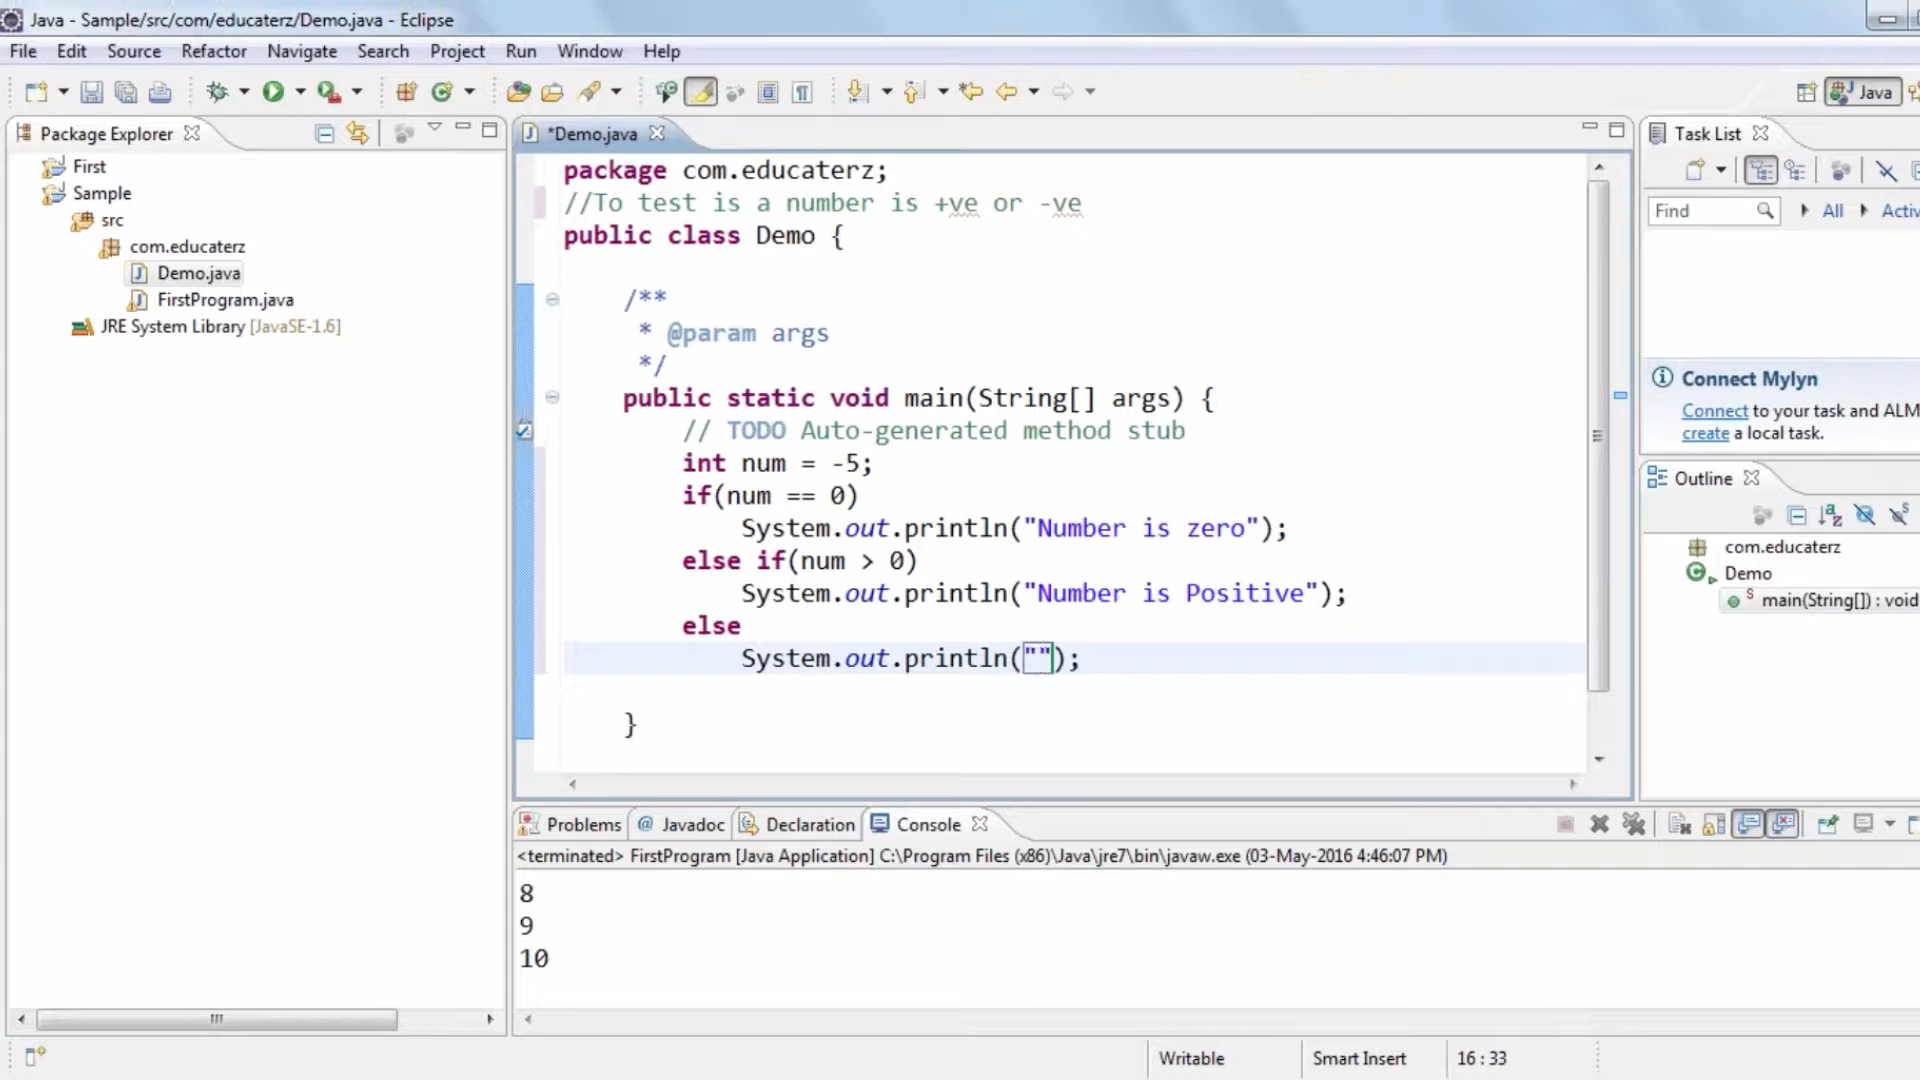 Java - Sample/src/com/educaterz/Demo.java - Eclipse
File Edit Source Refactor Navigate Search Project Run Window Help
Java
Package Explorer
First
Sample
src
com.educaterz
Demo.java
FirstProgram.java
JRE System Library [JavaSE-1.6]
*Demo.java
package com.educaterz;
//To test is a number is +ve or -ve
public class Demo {
/**
* @param args
*/
public static void main(String[] args) {
// TODO Auto-generated method stub
int num = -5;
if(num == 0)
System.out.println("Number is zero");
else if(num > 0)
System.out.println("Number is Positive");
else
System.out.println("");
}
Task List
Find All
Connect Mylyn
Connect to your task and ALM
create a local task.
Outline
com.educaterz
Demo
main(String[]) : void
Problems @ Javadoc Declaration Console
<terminated> FirstProgram [Java Application] C:\Program Files (x86)\Java\jre7\bin\javaw.exe (03-May-2016 4:46:07 PM)
8
9
10
Writable Smart Insert 16 : 33